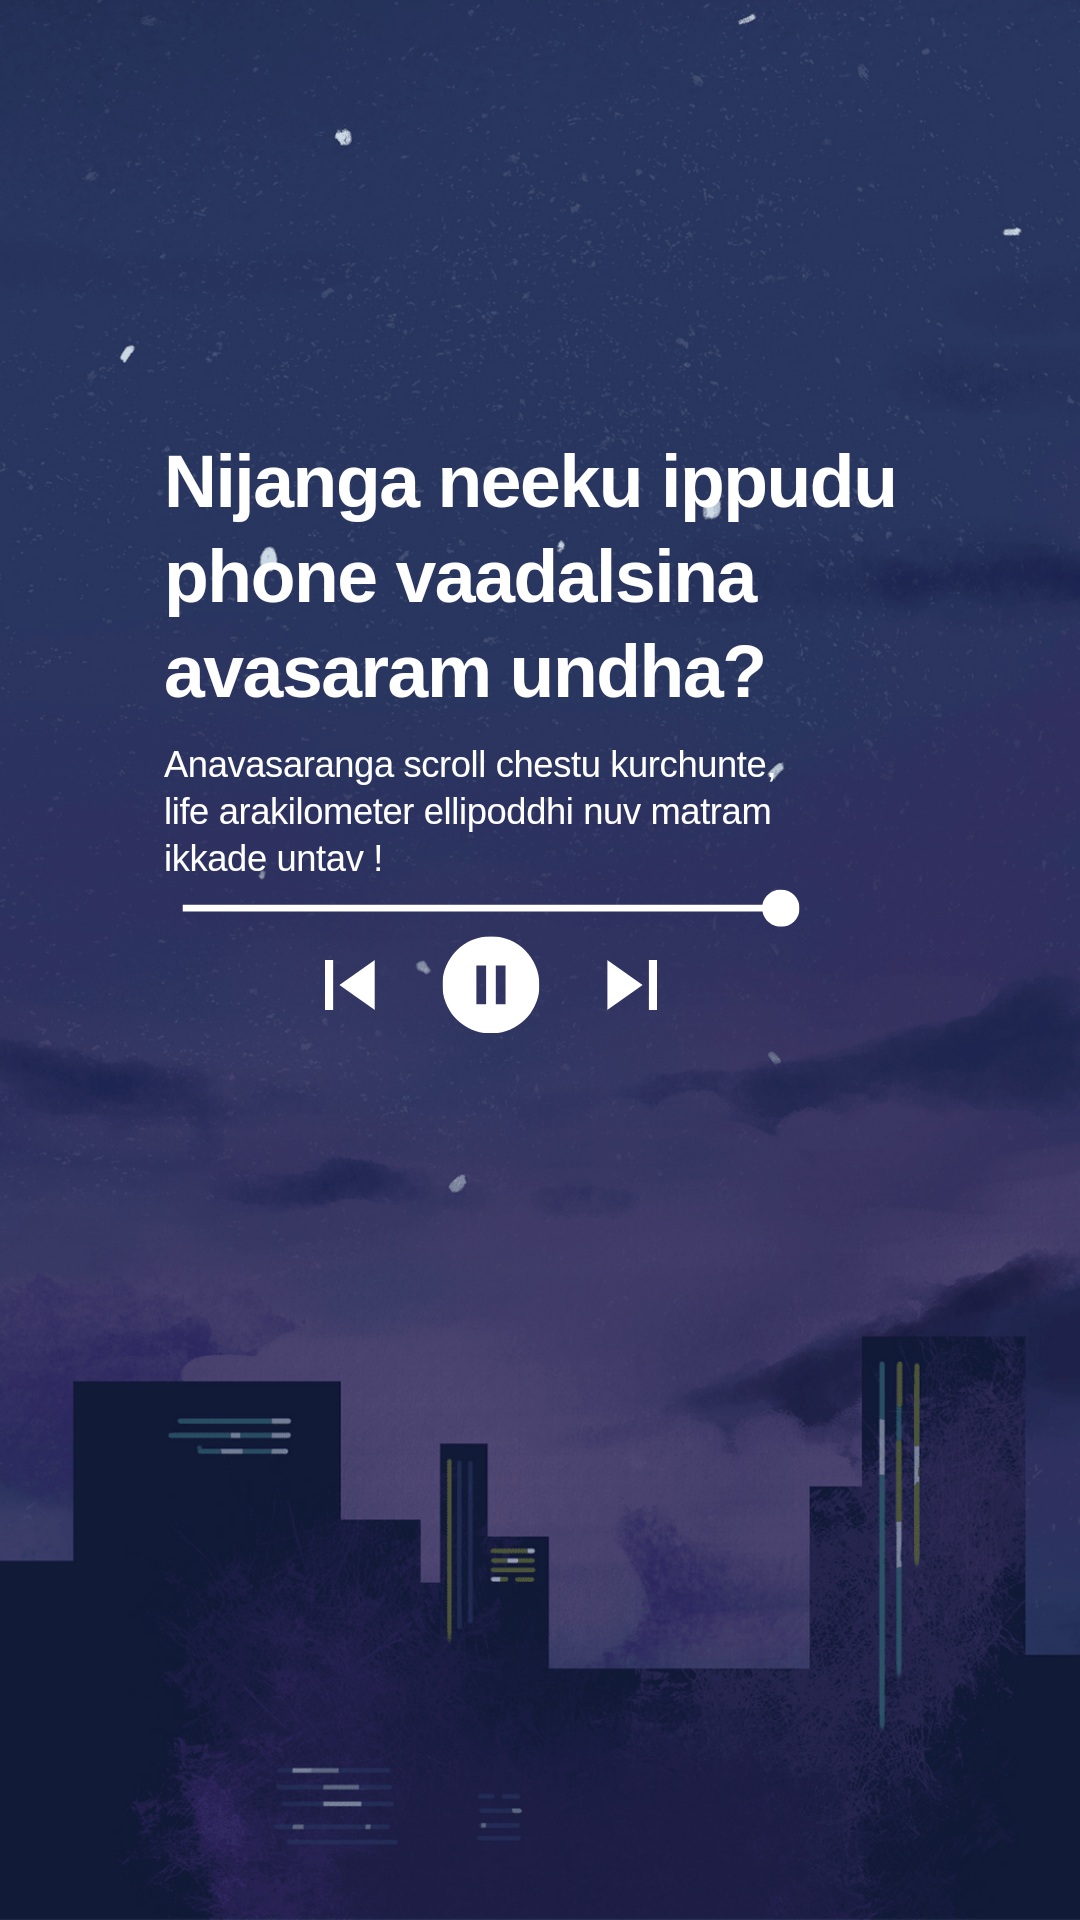 Nijanga neeku ippudu
phone vaadalsina
avasaram undha?
Anavasaranga scroll chestu kurchunte,
life arakilometer ellipoddhi nuv matram
ikkade untav !